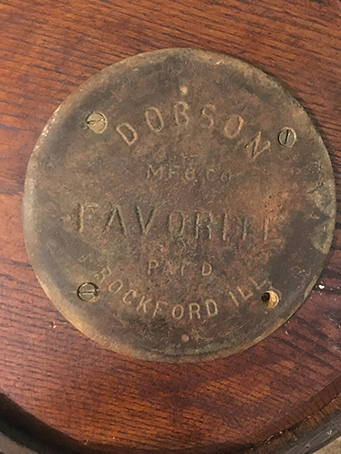 DOBSON
MFG.CO
FAVORITE
PAT'D
ROCKFORD ILL